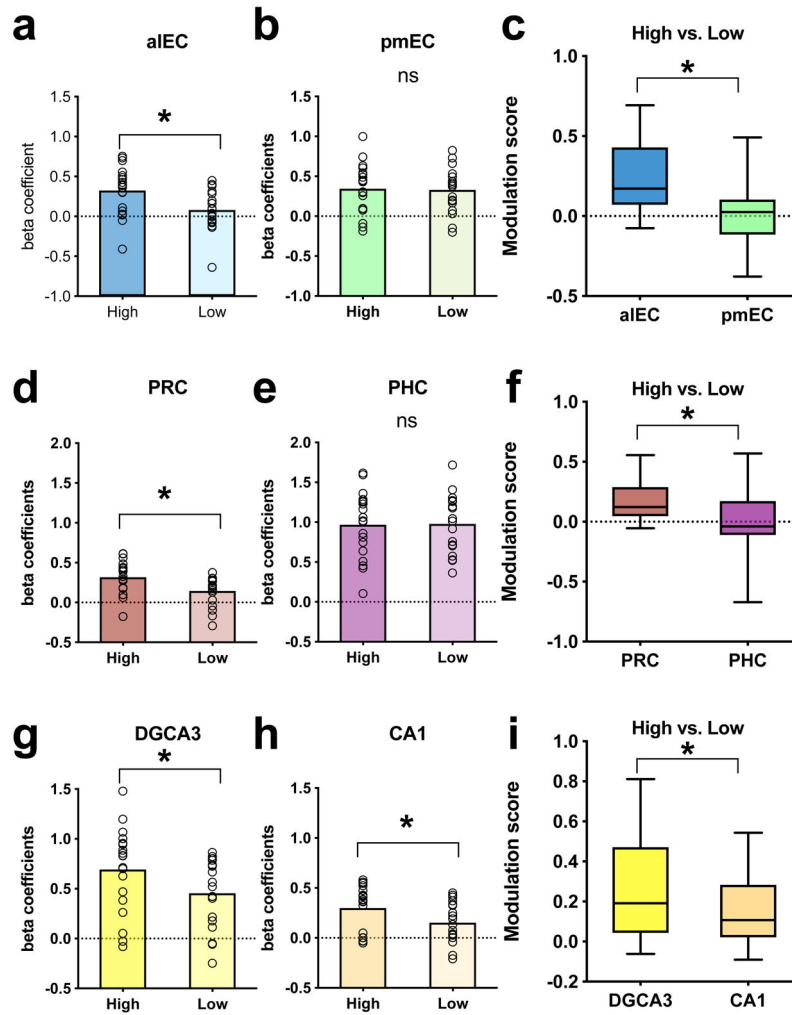 a
alEC
*
beta coefficient
1.5
1.0
0.5
0.0
-0.5
-1.0
High Low
b
pmEC
ns
beta coefficients
1.5
1.0
0.5
0.0
-0.5
-1.0
High Low
c
High vs. Low
*
Modulation score
1.0
0.5
0.0
-0.5
alEC pmEC
d
PRC
*
beta coefficients
2.0
1.5
1.0
0.5
0.0
-0.5
High Low
e
PHC
ns
beta coefficients
2.0
1.5
1.0
0.5
0.0
-0.5
High Low
f
High vs. Low
*
Modulation score
1.0
0.5
0.0
-0.5
-1.0
PRC PHC
g
DGCA3
*
beta coefficients
1.5
1.0
0.5
0.0
-0.5
High Low
h
CA1
*
beta coefficients
1.5
1.0
0.5
0.0
-0.5
High Low
i
High vs. Low
*
Modulation score
1.0
0.8
0.6
0.4
0.2
0.0
-0.2
DGCA3 CA1